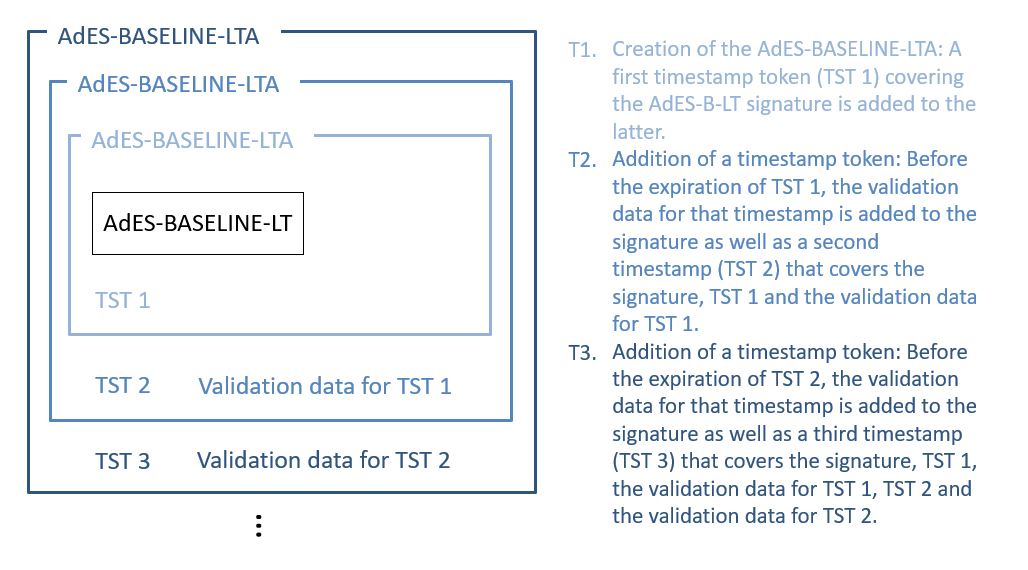 AdES-BASELINE-LTA
AdES-BASELINE-LTA
AdES-BASELINE-LTA
AdES-BASELINE-LT
TST 1
TST 2 Validation data for TST 1
TST 3 Validation data for TST 2
T1. Creation of the AdES-BASELINE-LTA: A
first timestamp token (TST 1) covering
the AdES-B-LT signature is added to the
latter.
T2. Addition of a timestamp token: Before
the expiration of TST 1, the validation
data for that timestamp is added to the
signature as well as a second
timestamp (TST 2) that covers the
signature, TST 1 and the validation data
for TST 1.
T3. Addition of a timestamp token: Before
the expiration of TST 2, the validation
data for that timestamp is added to the
signature as well as a third timestamp
(TST 3) that covers the signature, TST 1,
the validation data for TST 1, TST 2 and
the validation data for TST 2.